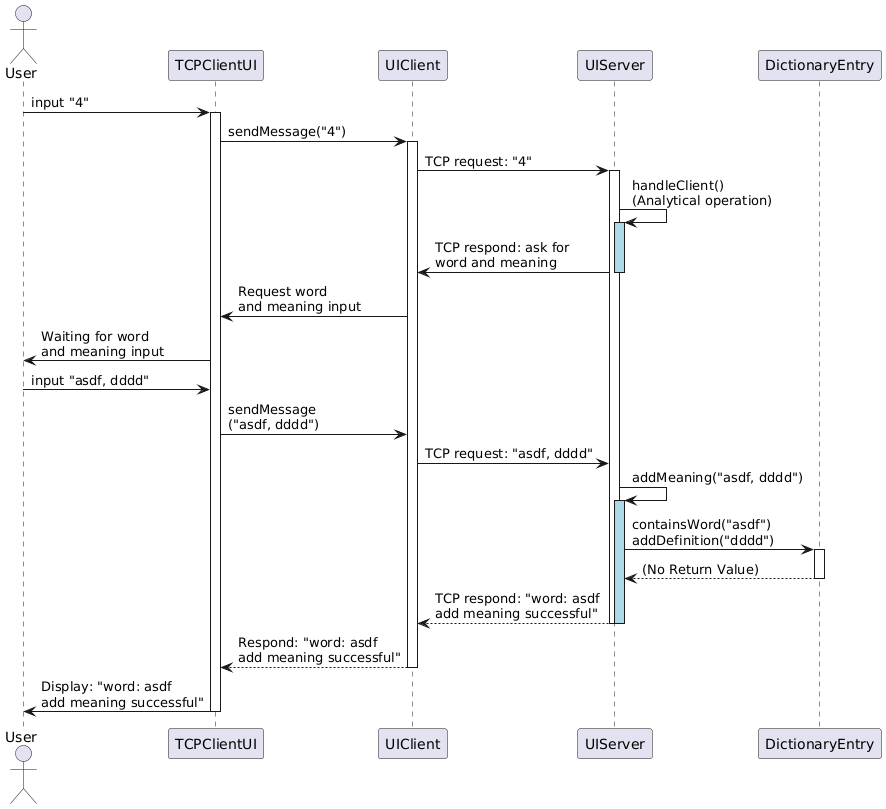 User
TCPClientUI
UIClient
UIServer
DictionaryEntry
input "4"
sendMessage("4")
TCP request: "4"
handleClient()
(Analytical operation)
TCP respond: ask for
word and meaning
Request word
and meaning input
Waiting for word
and meaning input
input "asdf, dddd"
sendMessage
("asdf, dddd")
TCP request: "asdf, dddd"
addMeaning("asdf, dddd")
containsWord("asdf")
addDefinition("dddd")
(No Return Value)
TCP respond: "word: asdf
add meaning successful"
Respond: "word: asdf
add meaning successful"
Display: "word: asdf
add meaning successful"
User
TCPClientUI
UIClient
UIServer
DictionaryEntry